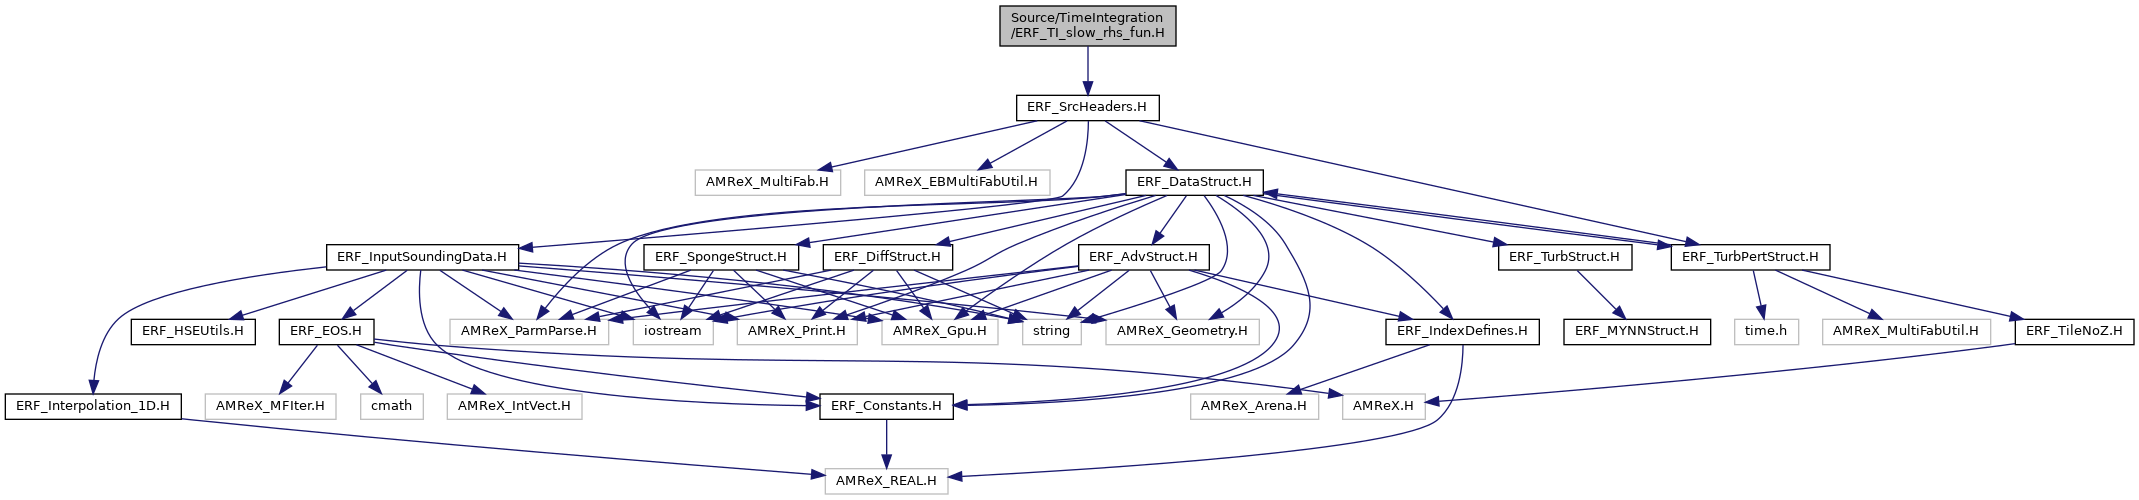 Source/TimeIntegration
/ERF_TI_slow_rhs_fun.H
ERF_SrcHeaders.H
AMReX_MultiFab.H
AMReX_EBMultiFabUtil.H
ERF_DataStruct.H
ERF_InputSoundingData.H
ERF_SpongeStruct.H
ERF_DiffStruct.H
ERF_AdvStruct.H
ERF_TurbStruct.H
ERF_TurbPertStruct.H
ERF_HSEUtils.H
ERF_EOS.H
AMReX_ParmParse.H
iostream
AMReX_Print.H
AMReX_Gpu.H
string
AMReX_Geometry.H
ERF_IndexDefines.H
ERF_MYNNStruct.H
time.h
AMReX_MultiFabUtil.H
ERF_TileNoZ.H
ERF_Interpolation_1D.H
AMReX_MFIter.H
cmath
AMReX_IntVect.H
ERF_Constants.H
AMReX_Arena.H
AMReX.H
AMReX_REAL.H